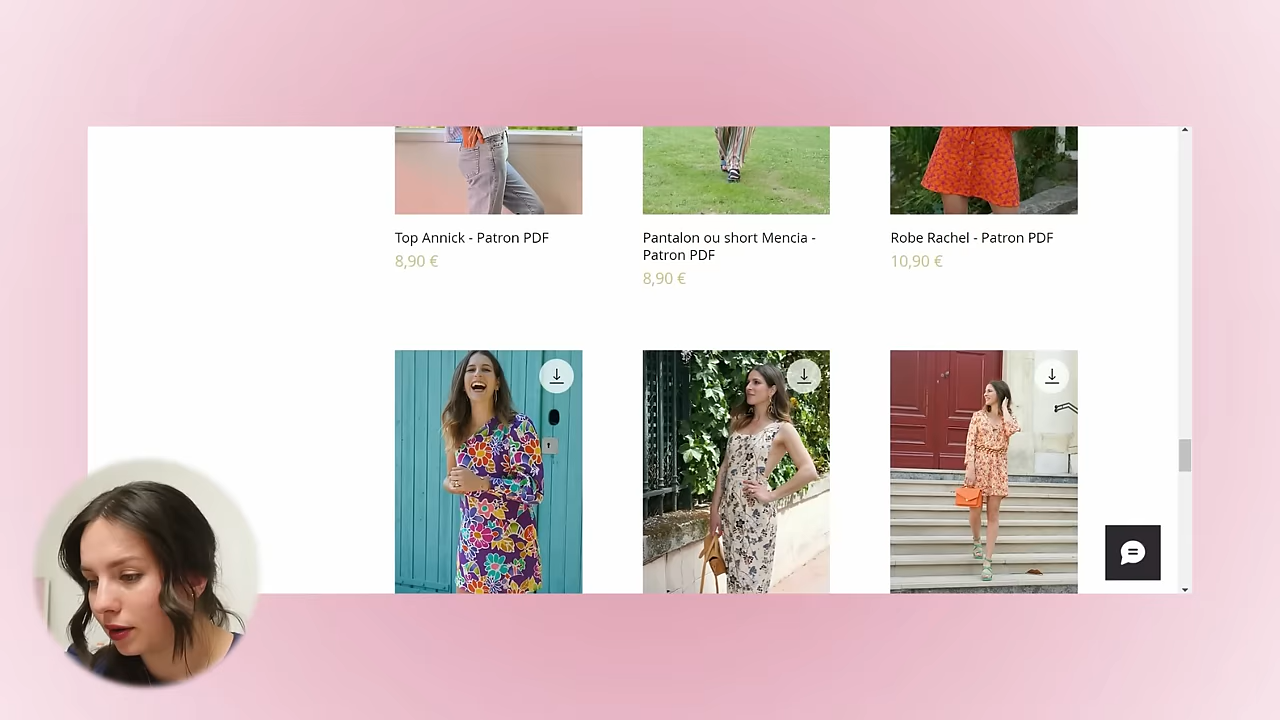 Top Annick - Patron PDF
8,90 €
Pantalon ou short Mencia -
Patron PDF
8,90 €
Robe Rachel - Patron PDF
10,90 €